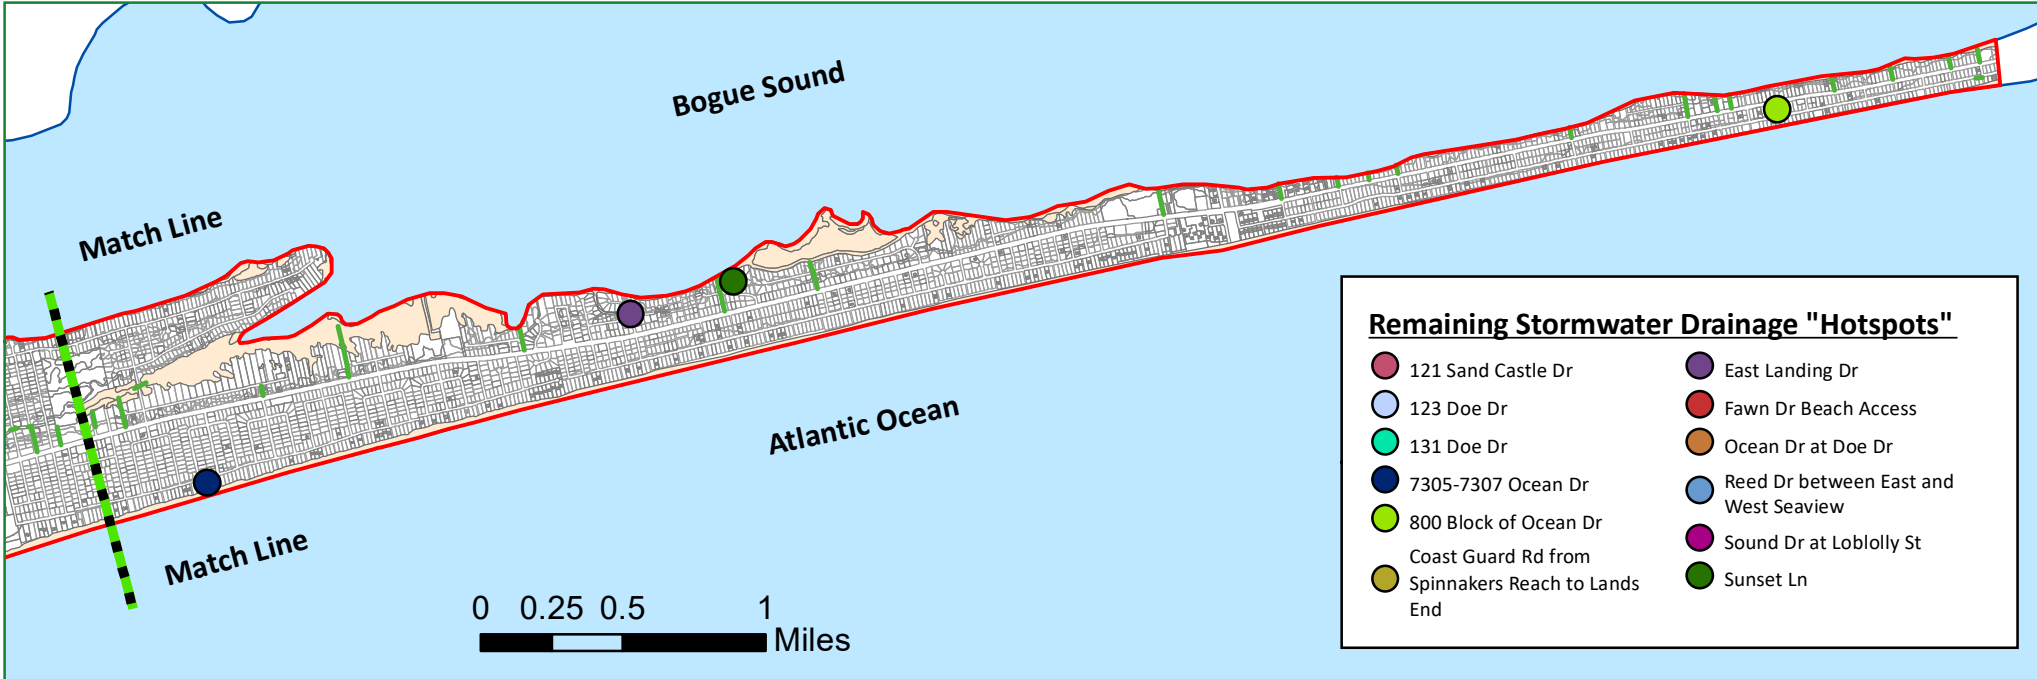 Bogue Sound
Match Line
Atlantic Ocean
Match Line
0 0.25 0.5 1
Miles
Remaining Stormwater Drainage "Hotspots"
121 Sand Castle Dr
123 Doe Dr
131 Doe Dr
7305-7307 Ocean Dr
800 Block of Ocean Dr
Coast Guard Rd from
Spinnakers Reach to Lands
End
East Landing Dr
Fawn Dr Beach Access
Ocean Dr at Doe Dr
Reed Dr between East and
West Seaview
Sound Dr at Loblolly St
Sunset Ln